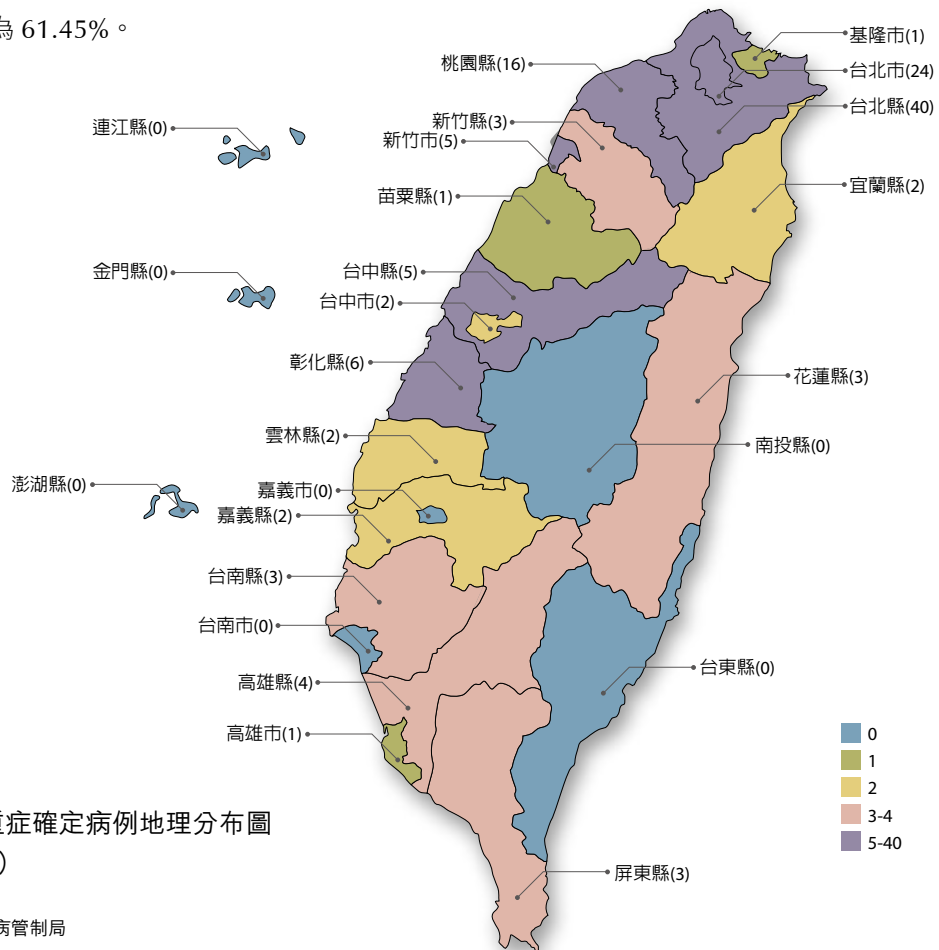 為 61.45%。
基隆市(1)
桃園縣(16)
台北市(24)
台北縣(40)
連江縣(0)
新竹縣(3)
新竹市(5)
宜蘭縣(2)
苗粟縣(1)
金門縣(0)
台中縣(5)
台中市(2)
彰化縣(6)
花蓮縣(3)
雲林縣(2)
南投縣(0)
澎湖縣(0)
嘉義市(0)
嘉義縣(2)
台南縣(3)
台南市(0)
台東縣(0)
高雄縣(4)
高雄市(1)
0
1
2
3-4
5-40
症確定病例地理分布圖
)
屏東縣(3)
病管制局